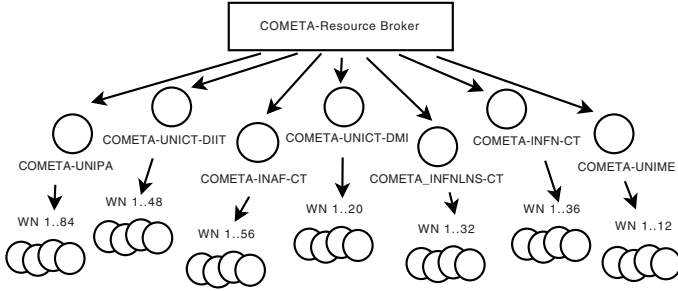 COMETA-Resource Broker
COMETA-UNICT-DIIT
COMETA-UNICT-DMI
COMETA-INFN-CT
COMETA-UNIPA
COMETA-INAF-CT
COMETA_INFNLNS-CT
COMETA-UNIME
WN 1..84
WN 1..48
WN 1..56
WN 1..20
WN 1..32
WN 1..36
WN 1..12